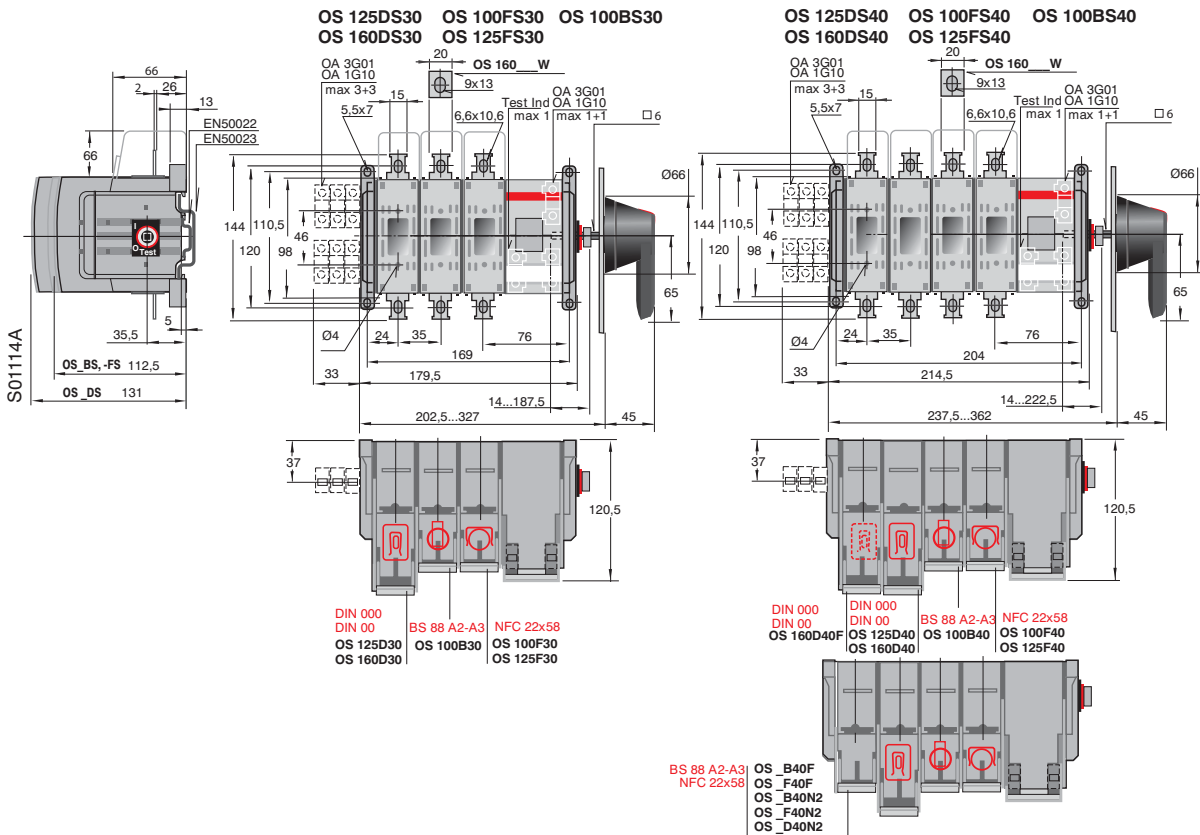 OS 125DS30 OS 100FS30 OS 100BS30
OS 160DS30 OS 125FS30
OS 125DS40 OS 100FS40 OS 100BS40
OS 160DS40 OS 125FS40
66
2 26
13
EN50022
EN50023
66
I
O
Test
5
35,5
OS_BS, -FS 112,5
OS_DS 131
S01114A
20
OS 160___W
9x13
OA 3G01
OA 1G10
max 3+3
15
5,5x7
6,6x10,6
Test Ind
max 1
OA 3G01
OA 1G10
max 1+1
□ 6
Ø66
144
110,5
120
98
46
65
Ø4
24
35
76
169
33
179,5
14...187,5
202,5...327
45
20
OS 160___W
9x13
OA 3G01
OA 1G10
max 3+3
15
5,5x7
6,6x10,6
Test Ind
max 1
OA 3G01
OA 1G10
max 1+1
□ 6
Ø66
144
110,5
120
98
46
65
Ø4
24
35
76
204
33
214,5
14...222,5
237,5...362
45
37
120,5
DIN 000
DIN 00
OS 125D30
OS 160D30
BS 88 A2-A3
OS 100B30
NFC 22x58
OS 100F30
OS 125F30
37
120,5
DIN 000
DIN 00
OS 160D40F
DIN 000
DIN 00
OS 125D40
OS 160D40
BS 88 A2-A3
OS 100B40
NFC 22x58
OS 100F40
OS 125F40
BS 88 A2-A3
NFC 22x58
OS _B40F
OS _F40F
OS _B40N2
OS _F40N2
OS _D40N2